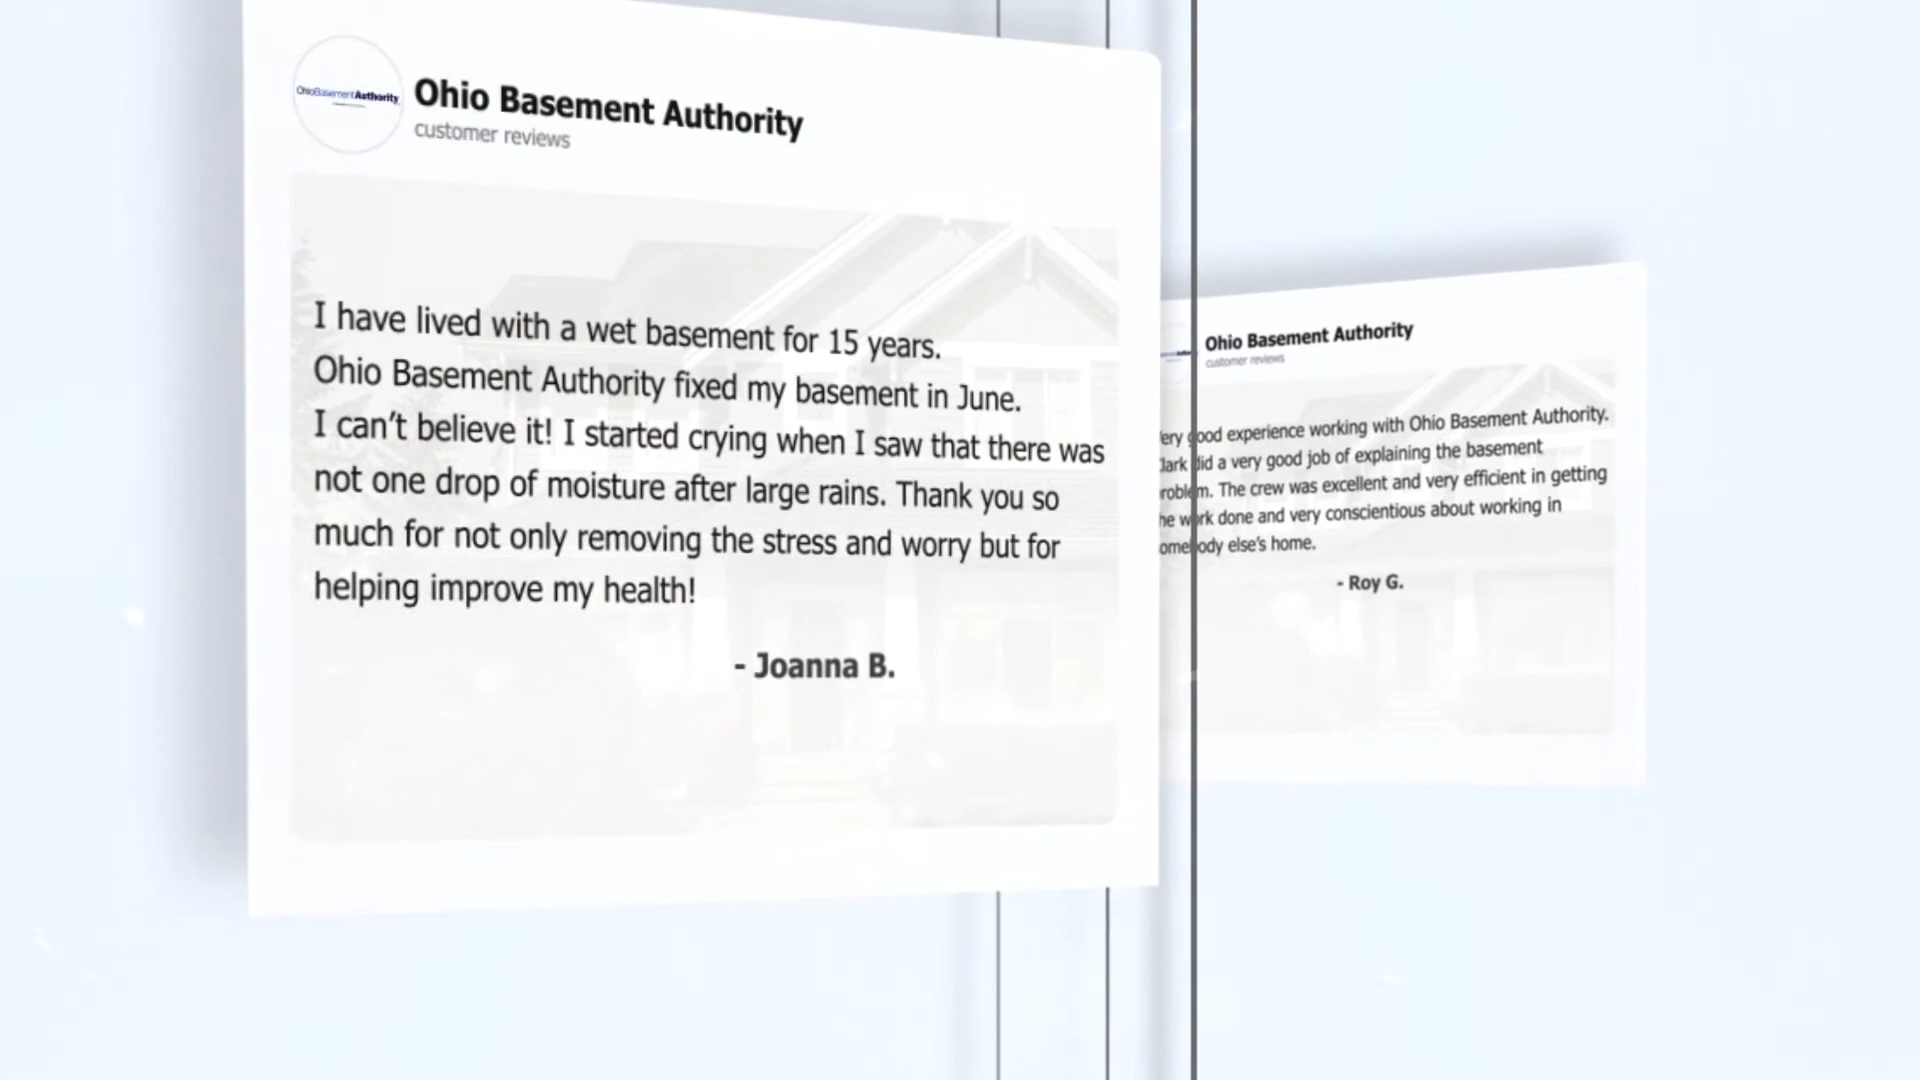 OhioBasementAuthority
Ohio Basement Authority
customer reviews
I have lived with a wet basement for 15 years.
Ohio Basement Authority fixed my basement in June.
I can't believe it! I started crying when I saw that there was
not one drop of moisture after large rains. Thank you so
much for not only removing the stress and worry but for
helping improve my health!
- Joanna B.
Ohio Basement Authority
customer reviews
good experience working with Ohio Basement Authority.
did a very good job of explaining the basement
The crew was excellent and very efficient in getting
work done and very conscientious about working in
else's home.
- Roy G.